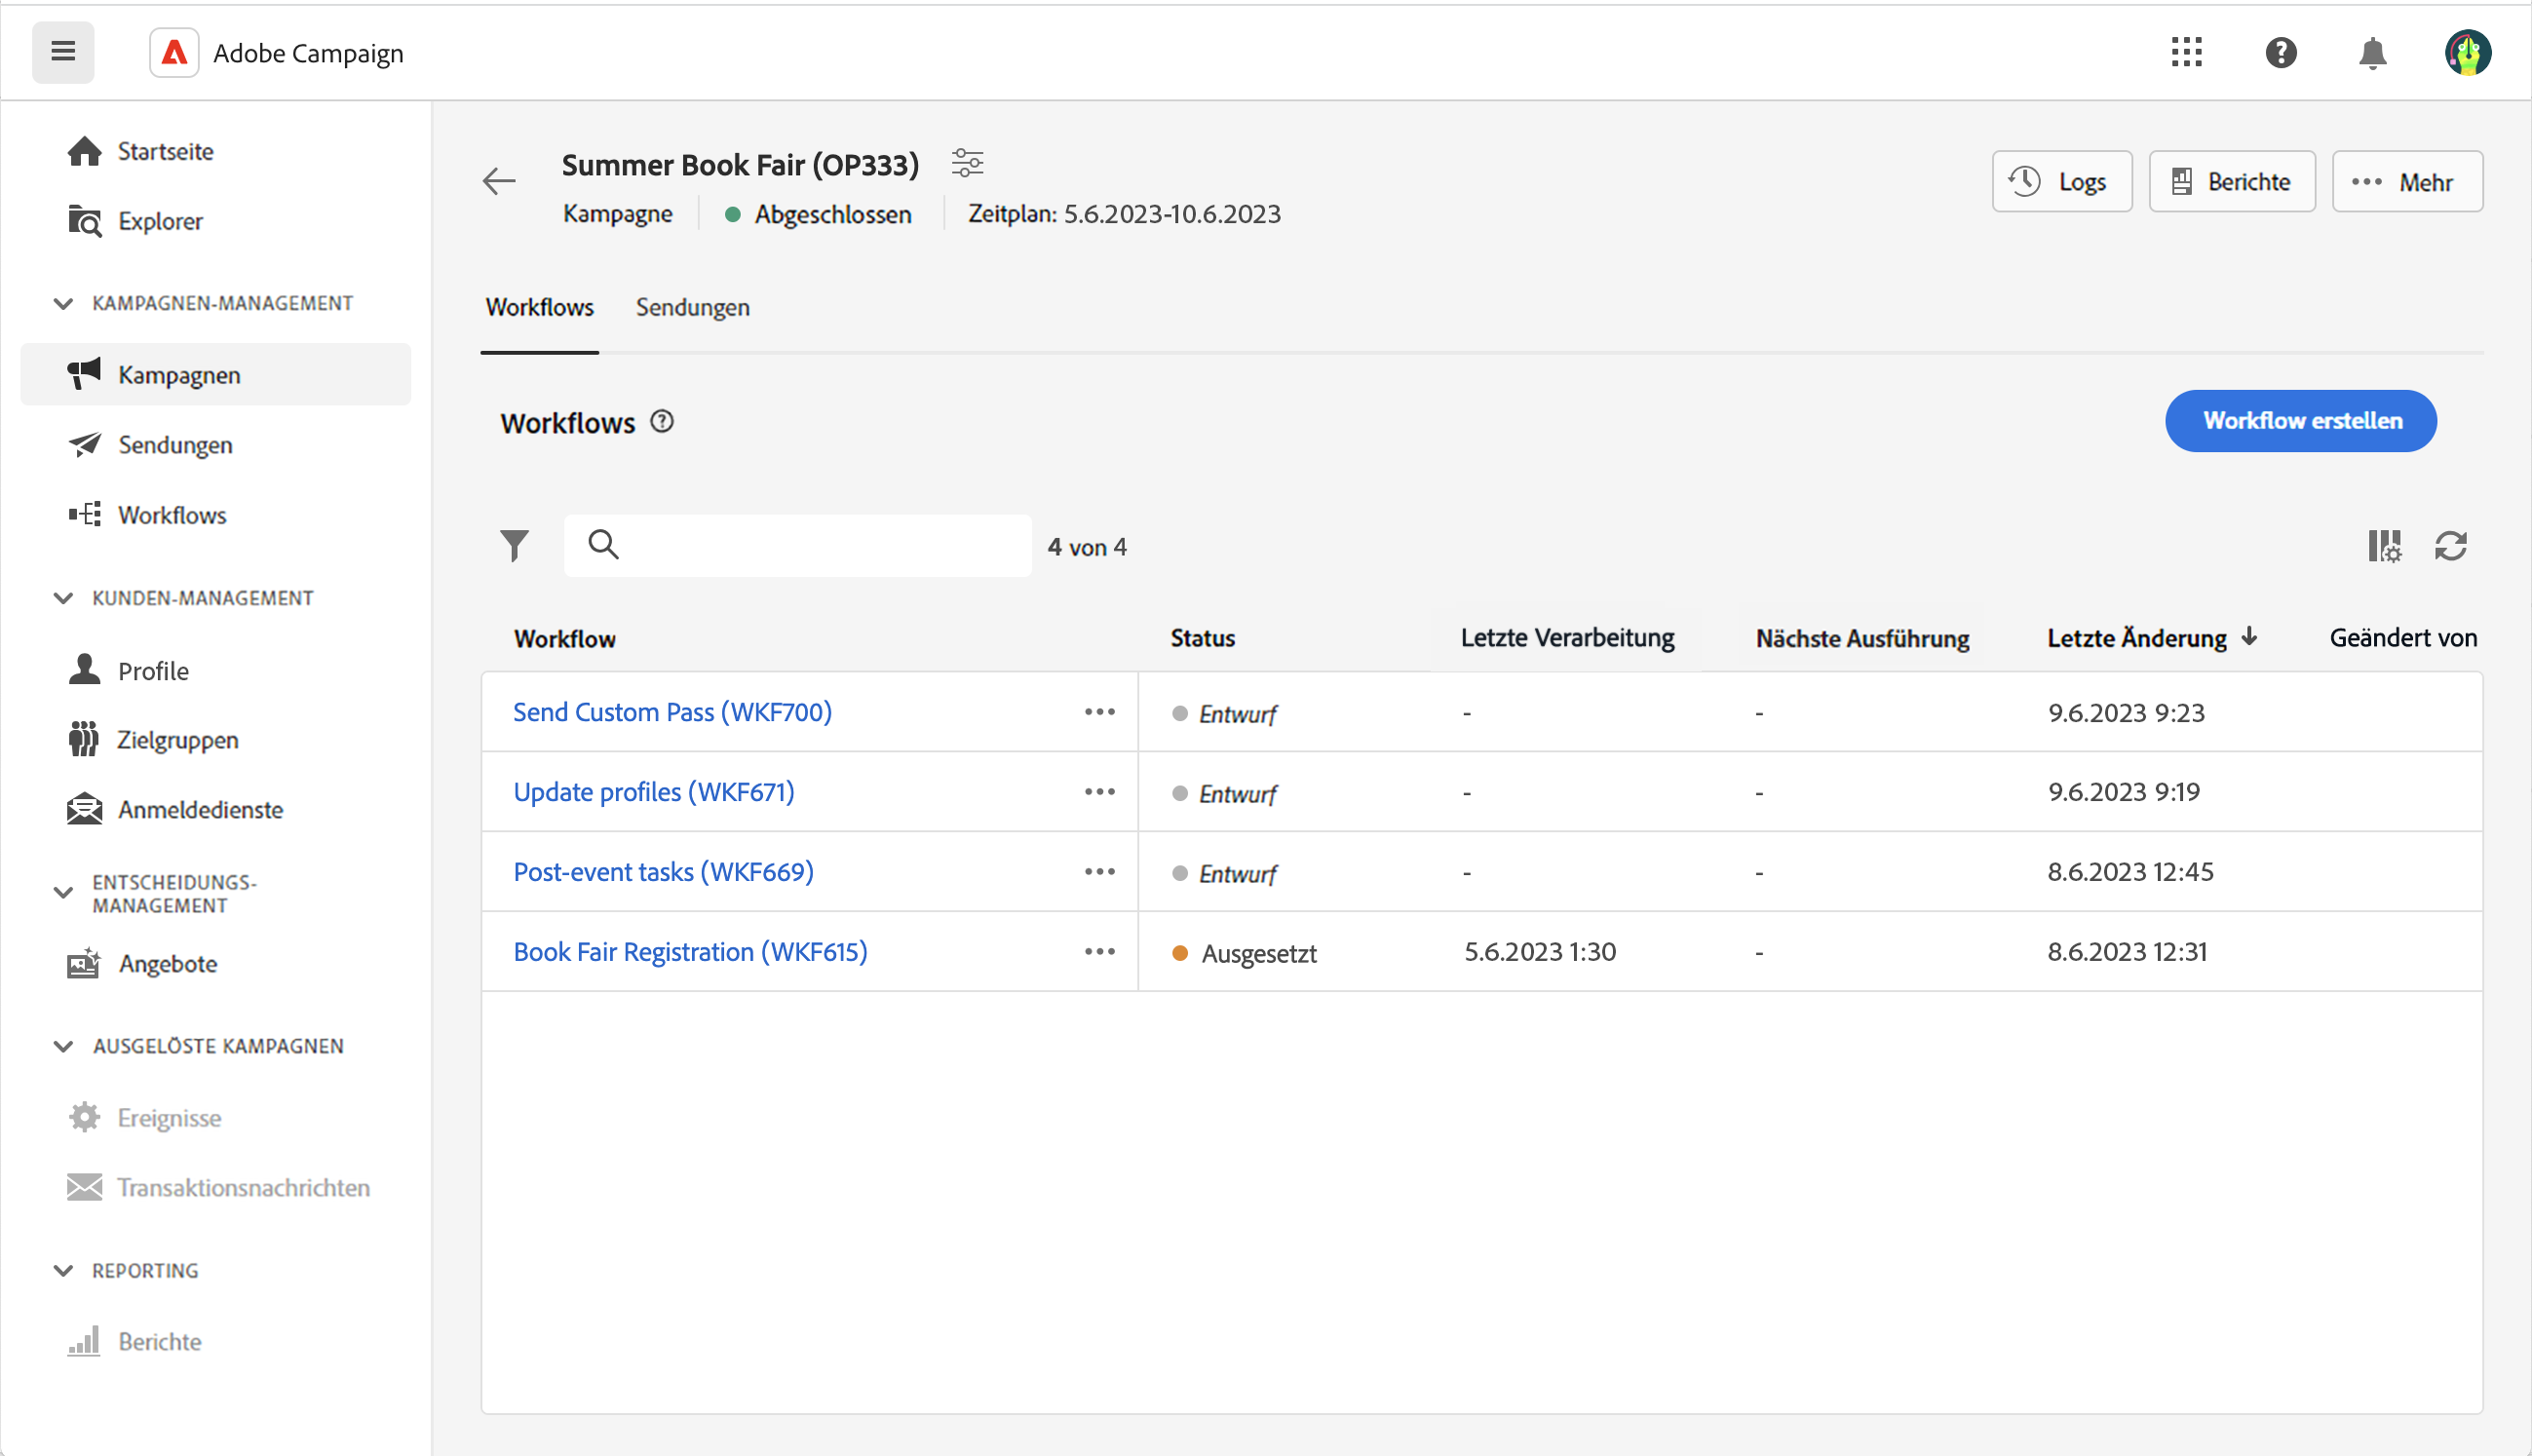 Adobe Campaign
Startseite
Explorer
KAMPAGNEN-MANAGEMENT
Kampagnen
Sendungen
Workflows
KUNDEN-MANAGEMENT
Profile
Zielgruppen
Anmeldedienste
ENTSCHEIDUNGS-
MANAGEMENT
Angebote
AUSGELÖSTE KAMPAGNEN
Ereignisse
Transaktionsnachrichten
REPORTING
Berichte
Summer Book Fair (OP333)
Kampagne Abgeschlossen Zeitplan: 5.6.2023-10.6.2023
Logs Berichte Mehr
Workflows Sendungen
Workflows
Workflow erstellen
4 von 4
Workflow Status Letzte Verarbeitung Nächste Ausführung Letzte Änderung Geändert von
Send Custom Pass (WKF700) Entwurf - - 9.6.2023 9:23
Update profiles (WKF671) Entwurf - - 9.6.2023 9:19
Post-event tasks (WKF669) Entwurf - - 8.6.2023 12:45
Book Fair Registration (WKF615) Ausgesetzt 5.6.2023 1:30 - 8.6.2023 12:31